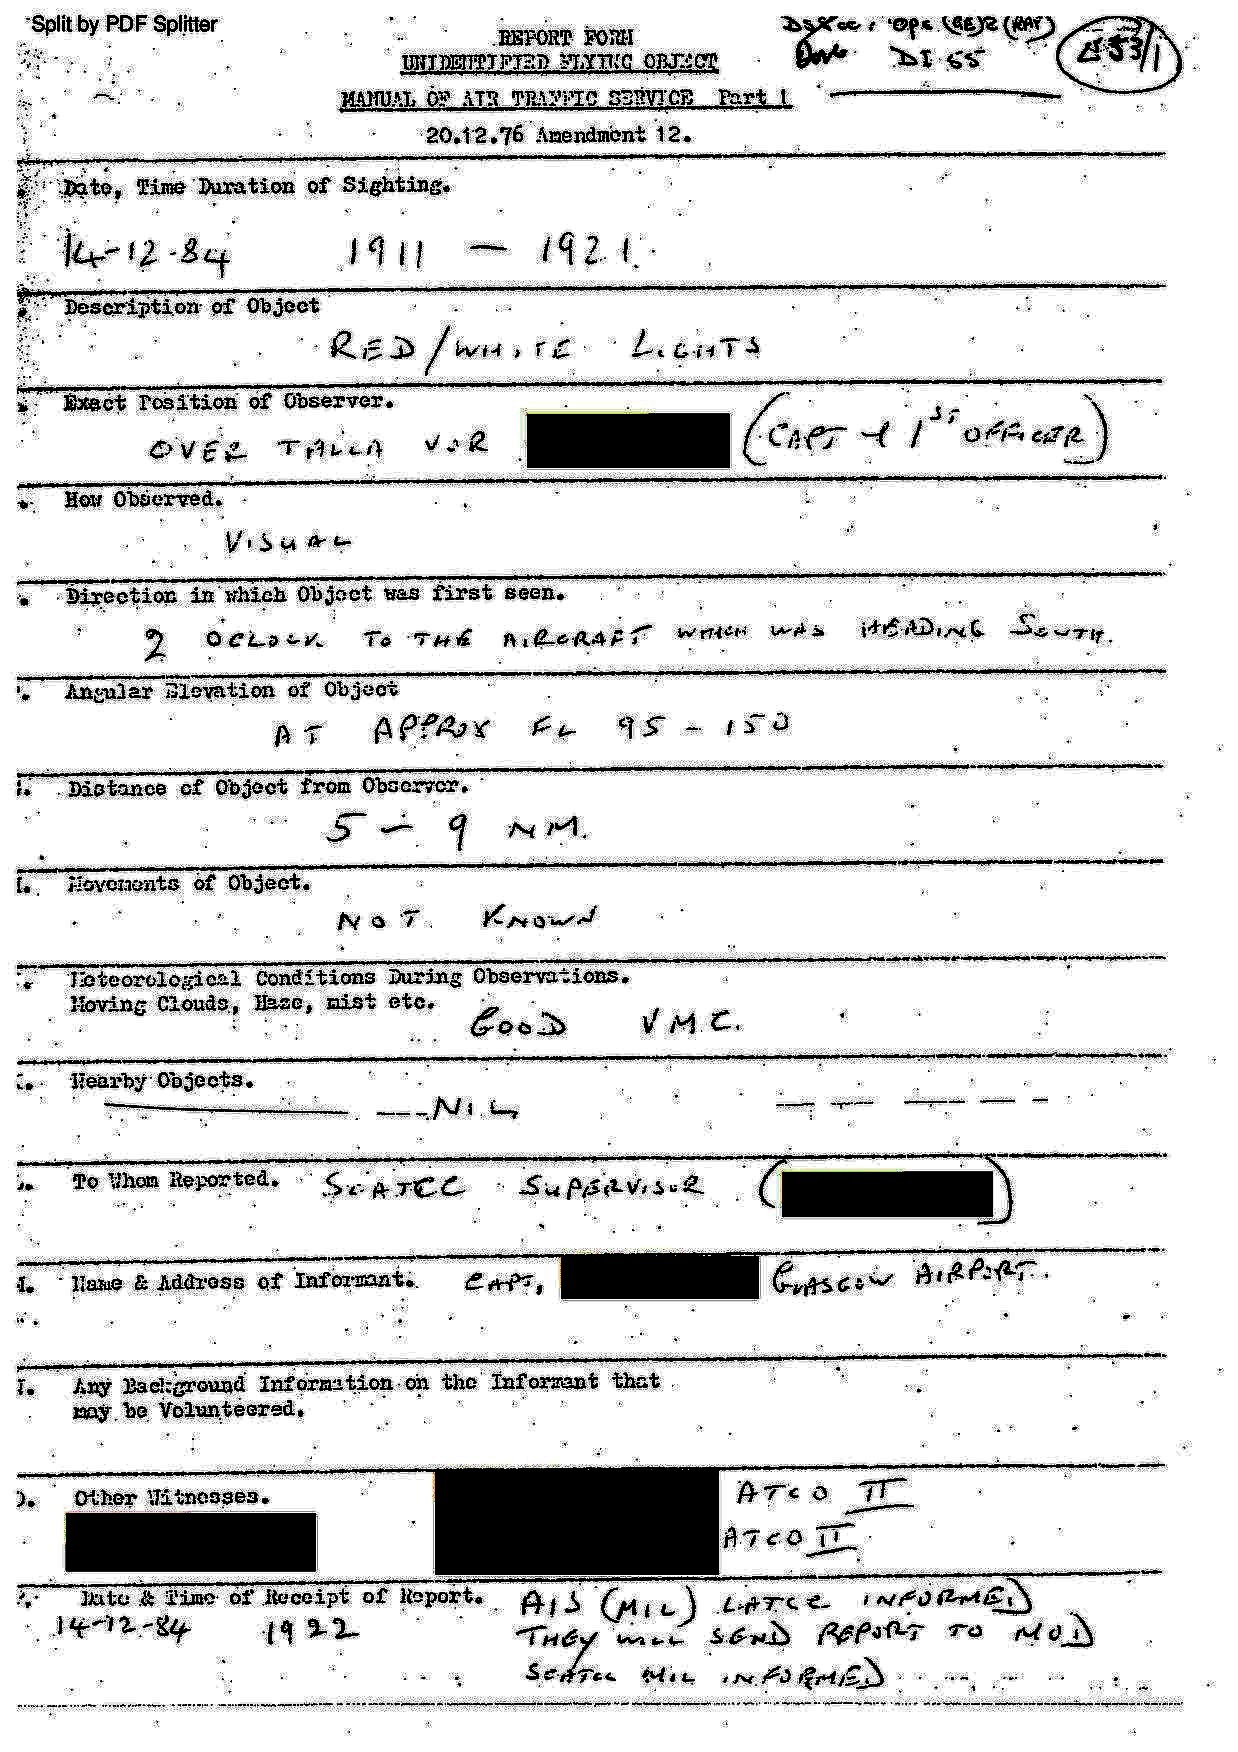 Split by PDF Splitter
REPORT FORM
UNIDENTIFIED FLYING OBJECT
MANUAL OF AIR TRAFFIC SERVICE Part 1
20.12.76 Amendment 12.
Ops (GE)2 (RAF)
DI 55
E53/1
Date, Time Duration of Sighting.
14-12-84 1911 — 1921.
Description of Object
RED/WHITE LIGHTS
Exact Position of Observer.
OVER TALLA VOR (CAPT + 1ST OFFICER)
How Observed.
VISUAL
Direction in which Object was first seen.
2 OCLOCK TO THE AIRCRAFT WHICH WAS HEADING SOUTH.
Angular Elevation of Object
AT APPROX FL 95 - 150
Distance of Object from Observer.
5 — 9 NM.
Movements of Object.
NOT KNOWN
Meteorological Conditions During Observations.
Moving Clouds, Haze, mist etc.
GOOD VMC.
Nearby Objects.
NIL
To Whom Reported. SCATCC SUPERVISOR ( )
M. Name & Address of Informant. CAPT, GLASGOW AIRPORT.
Any Background Information on the Informant that
may be Volunteered.
Other Witnesses. ATCO II
ATCO II
Date & Time of Receipt of Report. AIS (MIL) LATCC INFORMED
14-12-84 1922 THEY WILL SEND REPORT TO MOD
SCATCC MIL INFORMED